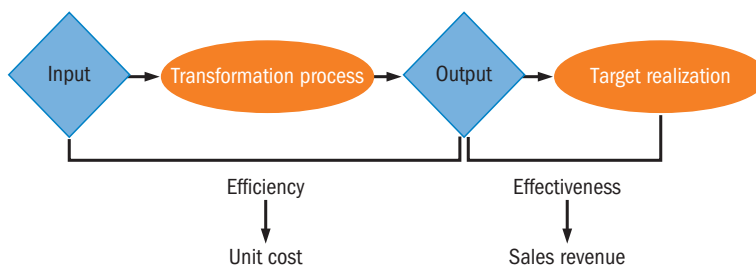 Input
Transformation process
Output
Target realization
Efficiency
Effectiveness
Unit cost
Sales revenue